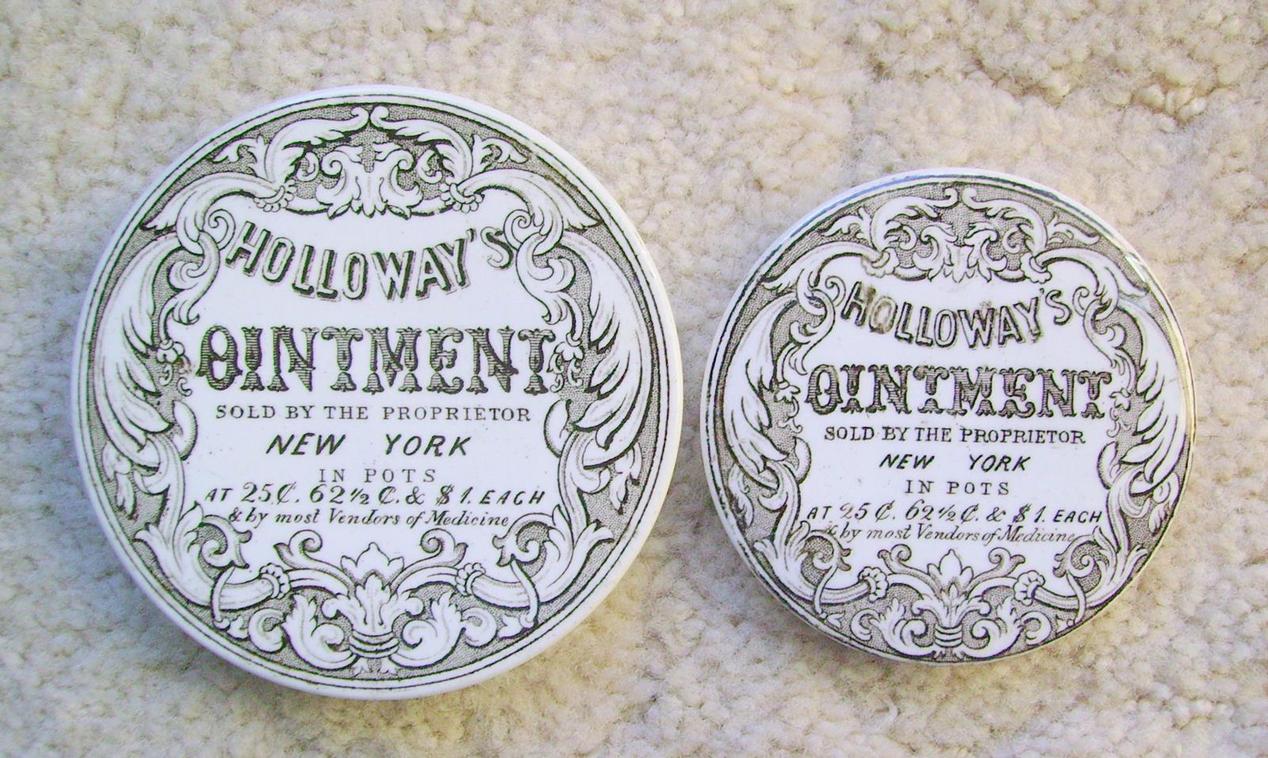 HOLLOWAY'S
OINTMENT
SOLD BY THE PROPRIETOR
NEW YORK
IN POTS
AT 25₵. 62½ ₵. & $1. EACH
& by most Vendors of Medicine
HOLLOWAY'S
OINTMENT
SOLD BY THE PROPRIETOR
NEW YORK
IN POTS
AT 25 ₵. 62½ ₵. & $1. EACH
& by most Vendors of Medicine